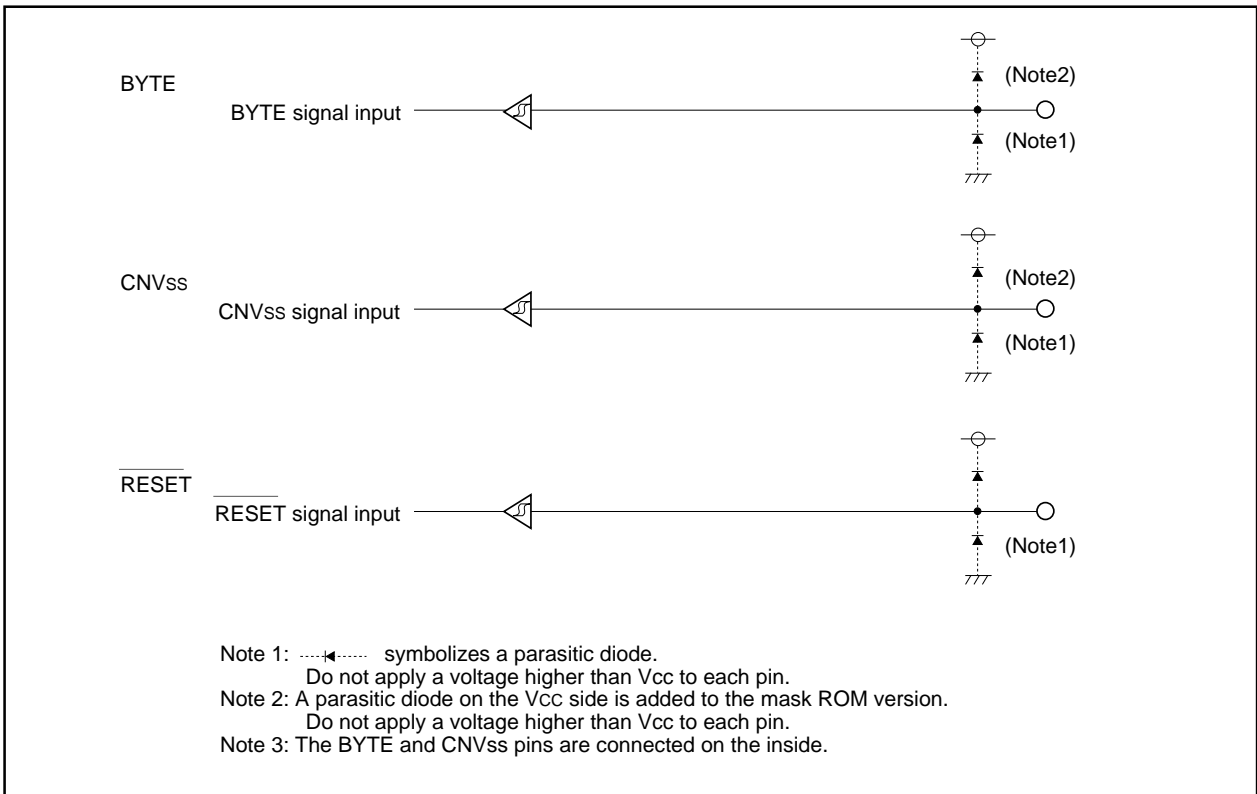 BYTE
BYTE signal input
(Note2)
(Note1)
CNVss
CNVss signal input
(Note2)
(Note1)
RESET
RESET signal input
(Note1)
Note 1: symbolizes a parasitic diode.
Do not apply a voltage higher than Vcc to each pin.
Note 2: A parasitic diode on the VCC side is added to the mask ROM version.
Do not apply a voltage higher than Vcc to each pin.
Note 3: The BYTE and CNVss pins are connected on the inside.